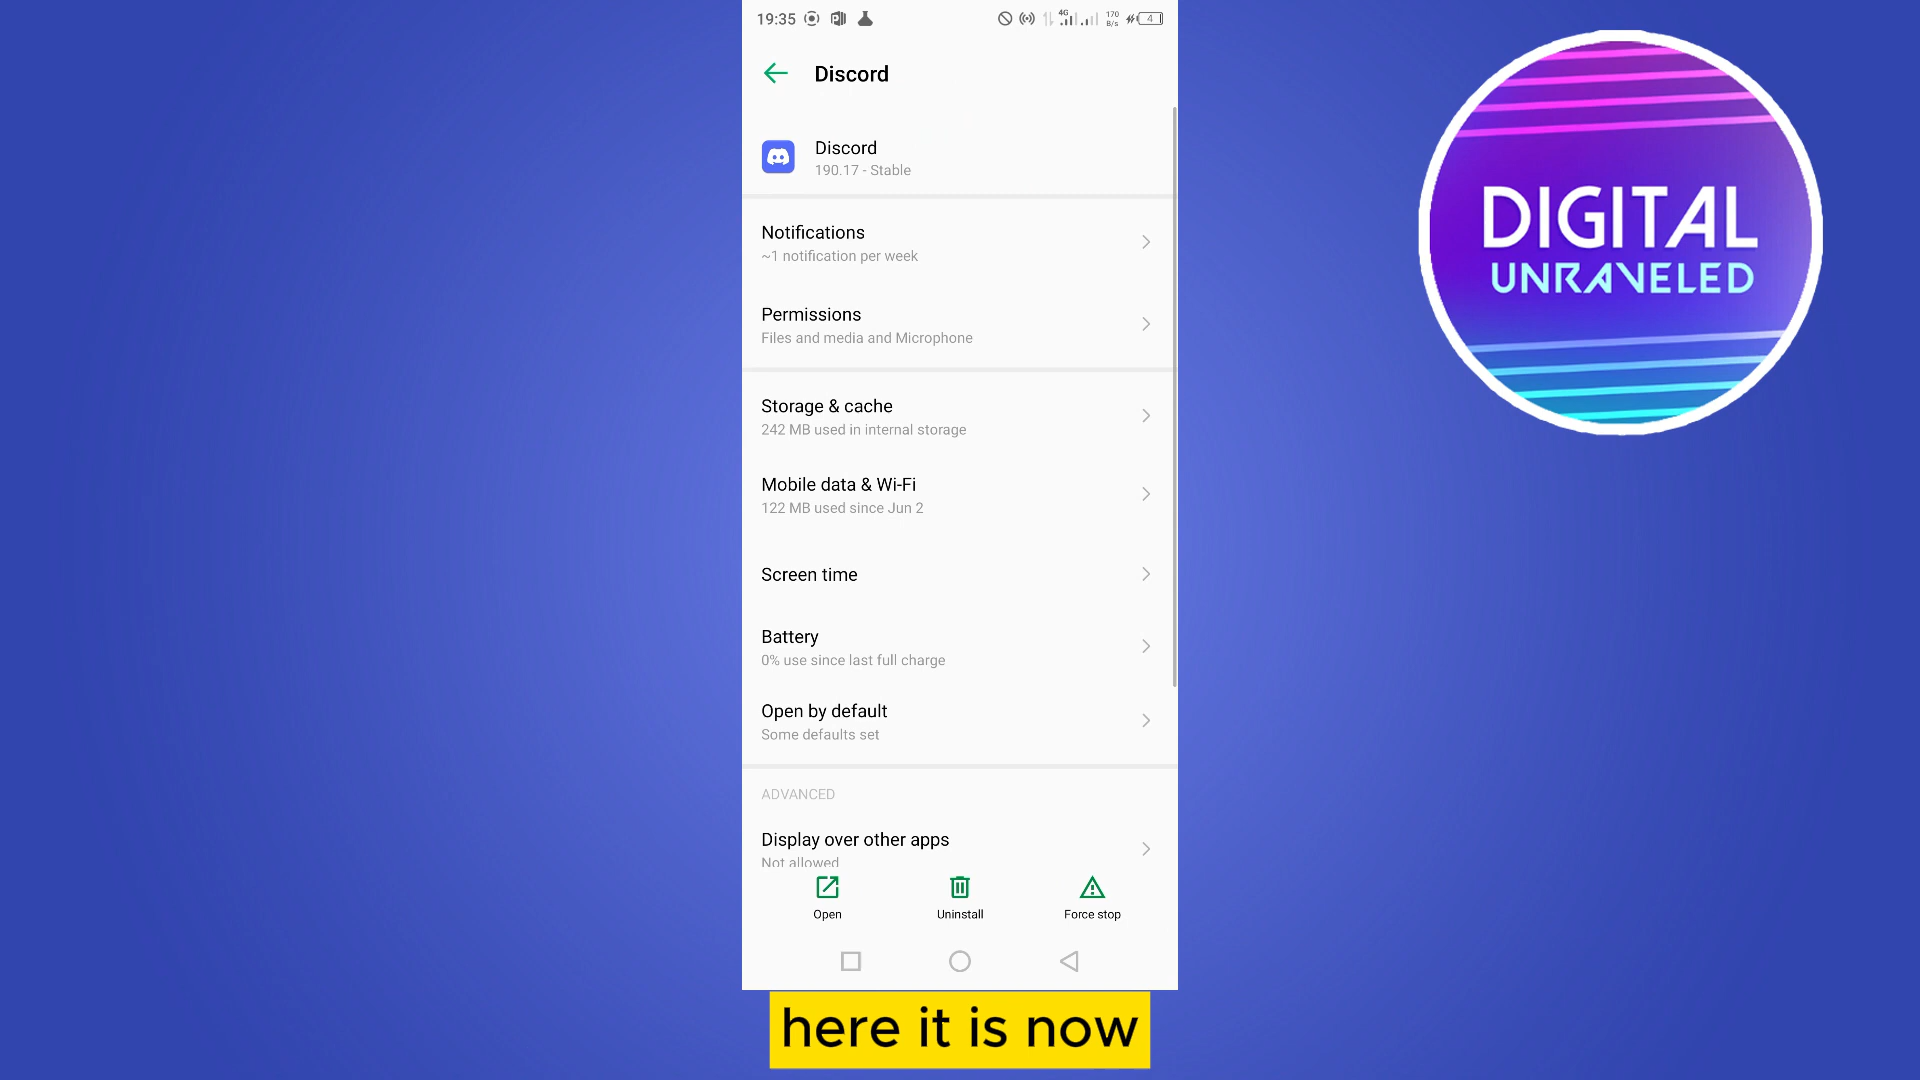 19:35 4G 170 B/s 4
Discord
Discord
190.17 - Stable
Notifications
~1 notification per week
Permissions
Files and media and Microphone
Storage & cache
242 MB used in internal storage
Mobile data & Wi-Fi
122 MB used since Jun 2
Screen time
Battery
0% use since last full charge
Open by default
Some defaults set
ADVANCED
Display over other apps
Not allowed
Open Uninstall Force stop
here it is now
DIGITAL
UNRAVELED